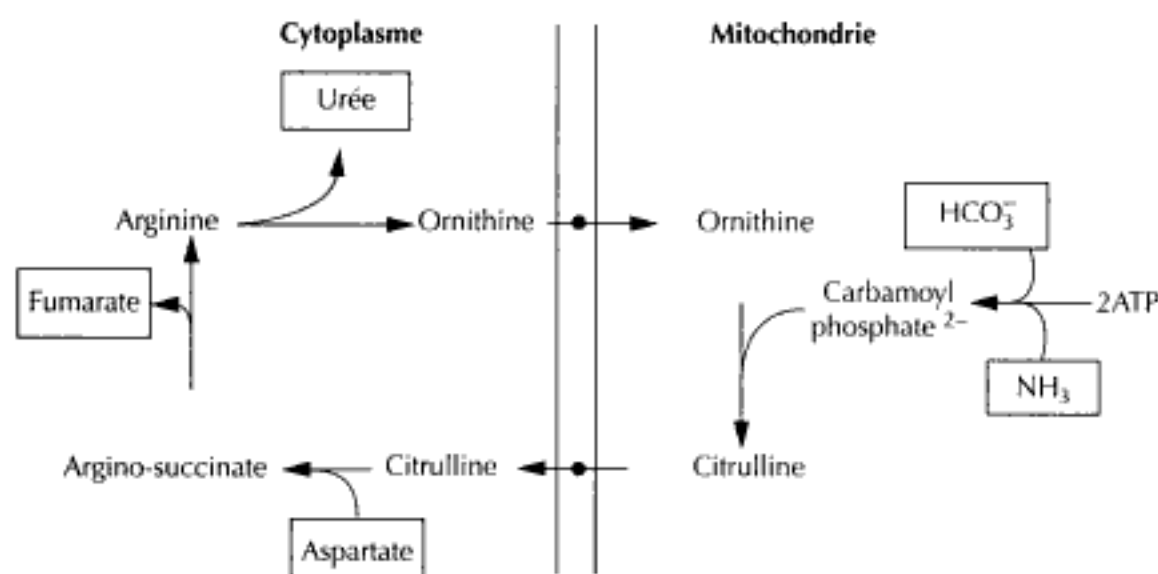 Cytoplasme
Mitochondrie
Urée
Arginine
Ornithine
Ornithine
HCO₃⁻
Fumarate
Carbamoyl
phosphate ²⁻
2ATP
NH₃
Argino-succinate
Citrulline
Citrulline
Aspartate